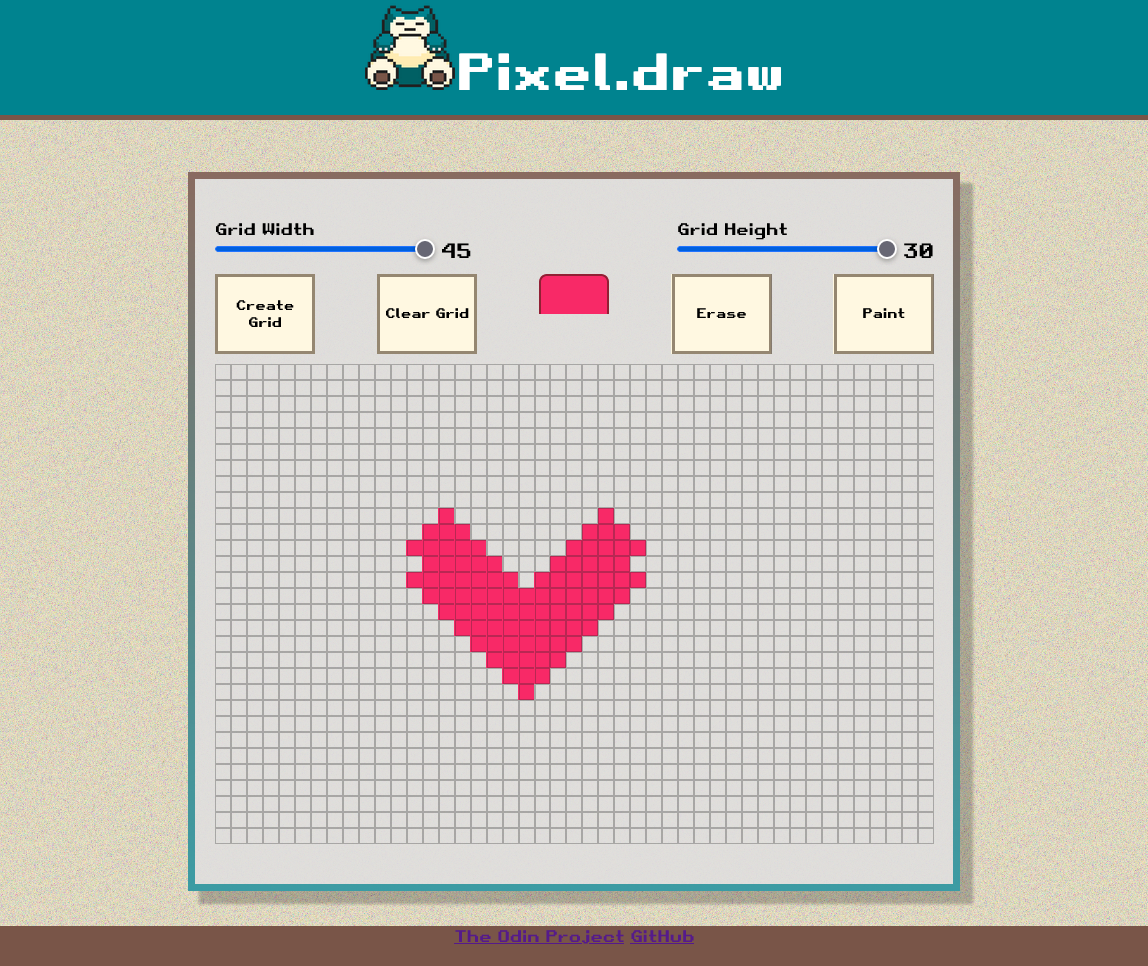 Pixel.draw
Grid Width
45
Grid Height
30
Create
Grid
Clear Grid
Erase
Paint
The Odin Project GitHub